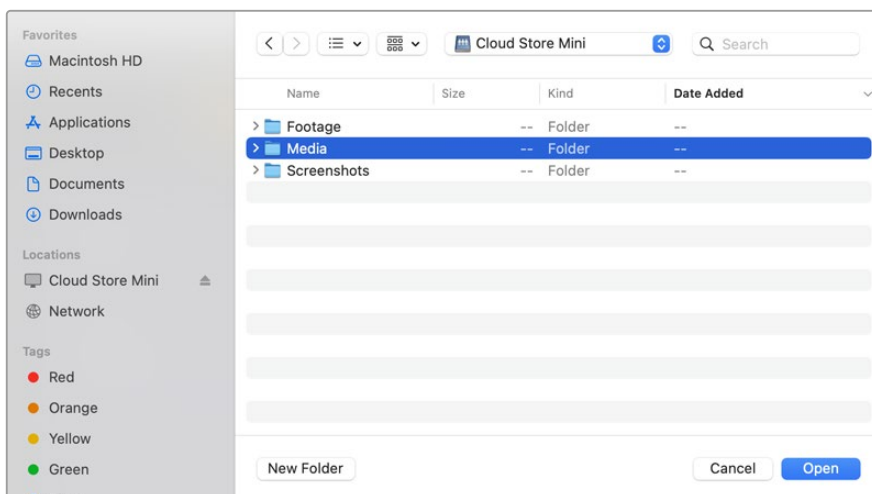 Favorites
Macintosh HD
Recents
Applications
Desktop
Documents
Downloads
Locations
Cloud Store Mini
Network
Tags
Red
Orange
Yellow
Green
Cloud Store Mini
Search
Name Size Kind Date Added
Footage -- Folder --
Media -- Folder --
Screenshots -- Folder --
New Folder Cancel Open